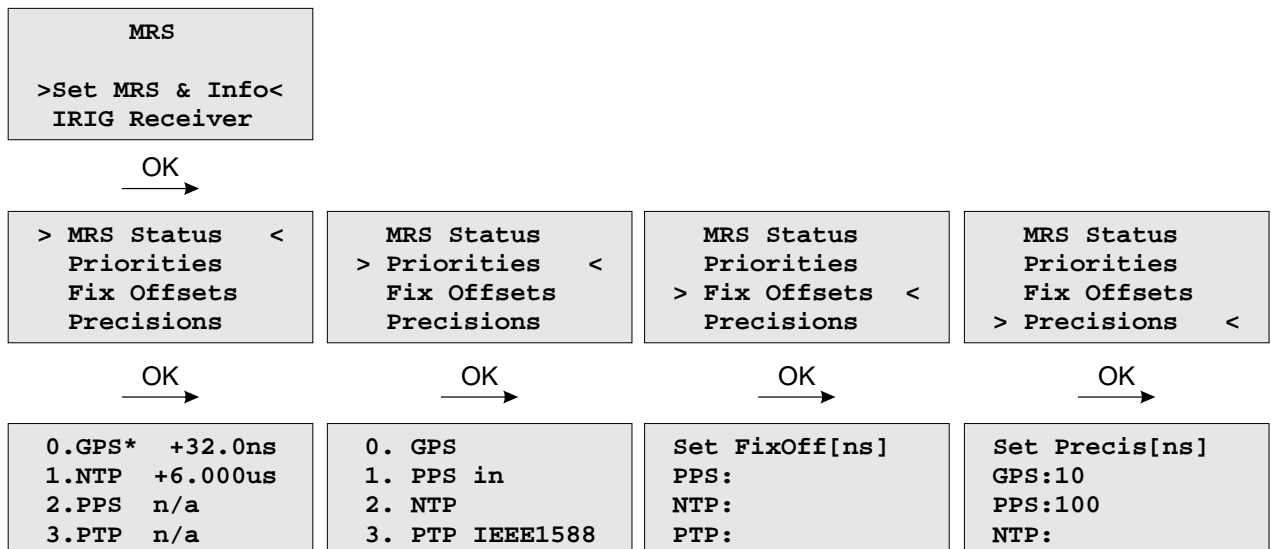 MRS
>Set MRS & Info<
IRIG Receiver
OK
> MRS Status <
Priorities
Fix Offsets
Precisions
MRS Status
> Priorities <
Fix Offsets
Precisions
MRS Status
Priorities
> Fix Offsets <
Precisions
MRS Status
Priorities
Fix Offsets
> Precisions <
OK
OK
OK
OK
0.GPS* +32.0ns
1.NTP +6.000us
2.PPS n/a
3.PTP n/a
0. GPS
1. PPS in
2. NTP
3. PTP IEEE1588
Set FixOff[ns]
PPS:
NTP:
PTP:
Set Precis[ns]
GPS:10
PPS:100
NTP: